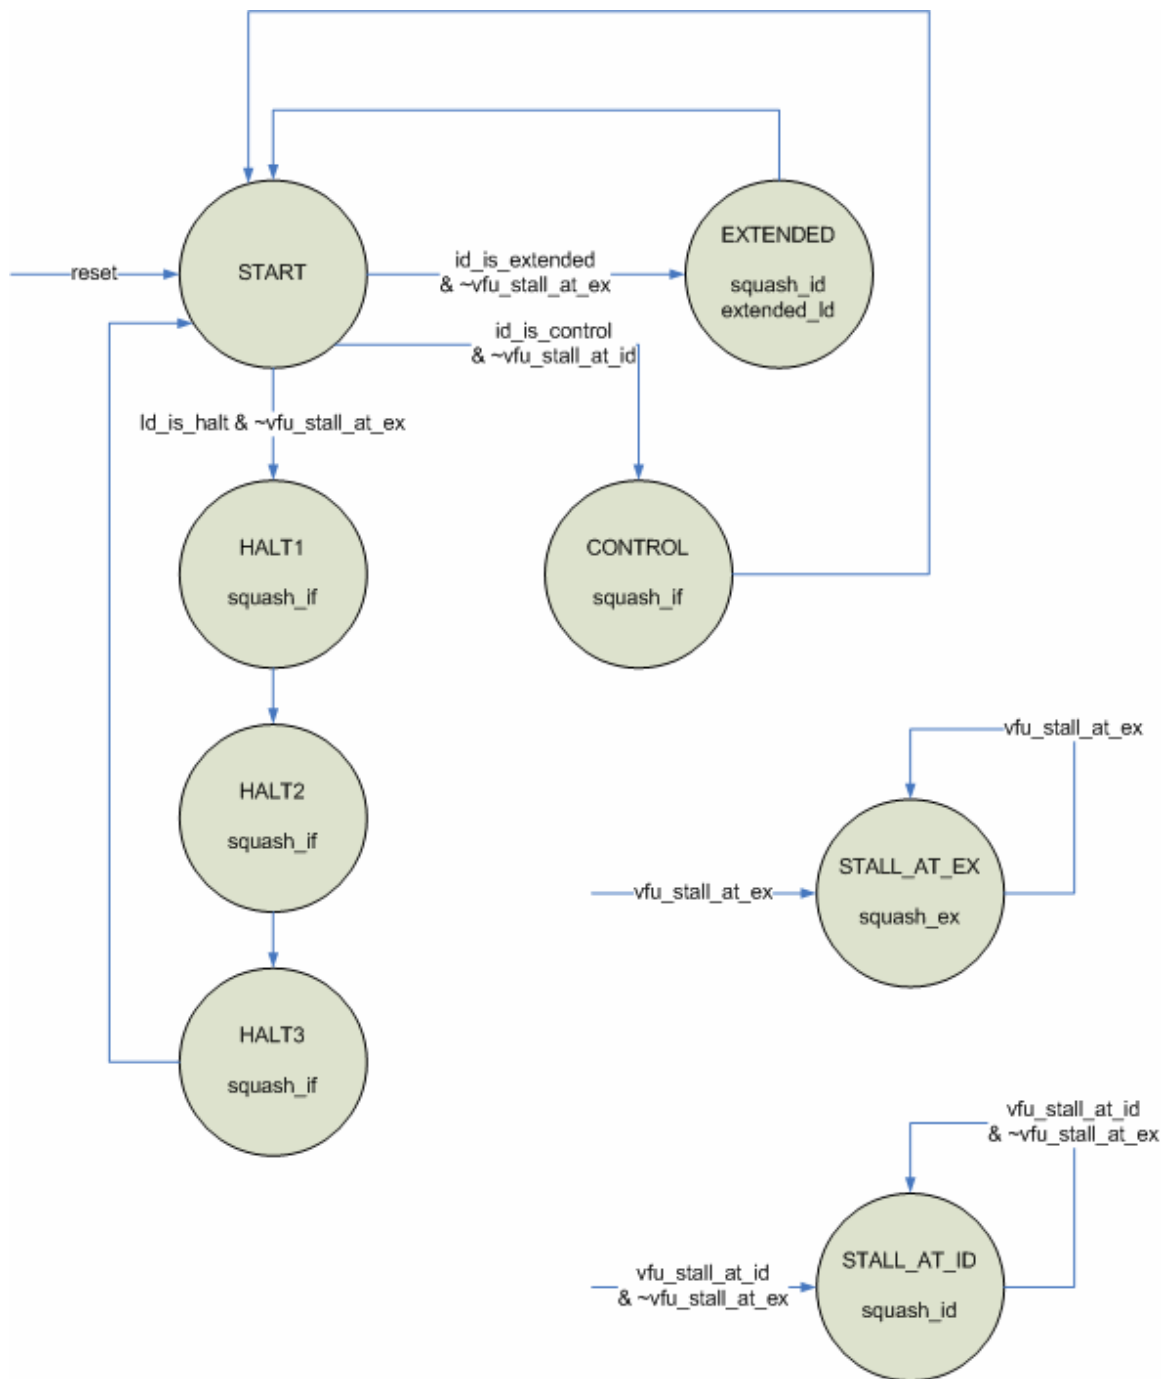 reset
START
id_is_extended
& ~vfu_stall_at_ex
EXTENDED
squash_id
extended_Id
id_is_control
& ~vfu_stall_at_id
Id_is_halt & ~vfu_stall_at_ex
HALT1
squash_if
CONTROL
squash_if
HALT2
squash_if
vfu_stall_at_ex
vfu_stall_at_ex
STALL_AT_EX
squash_ex
HALT3
squash_if
vfu_stall_at_id
& ~vfu_stall_at_ex
vfu_stall_at_id
& ~vfu_stall_at_ex
STALL_AT_ID
squash_id